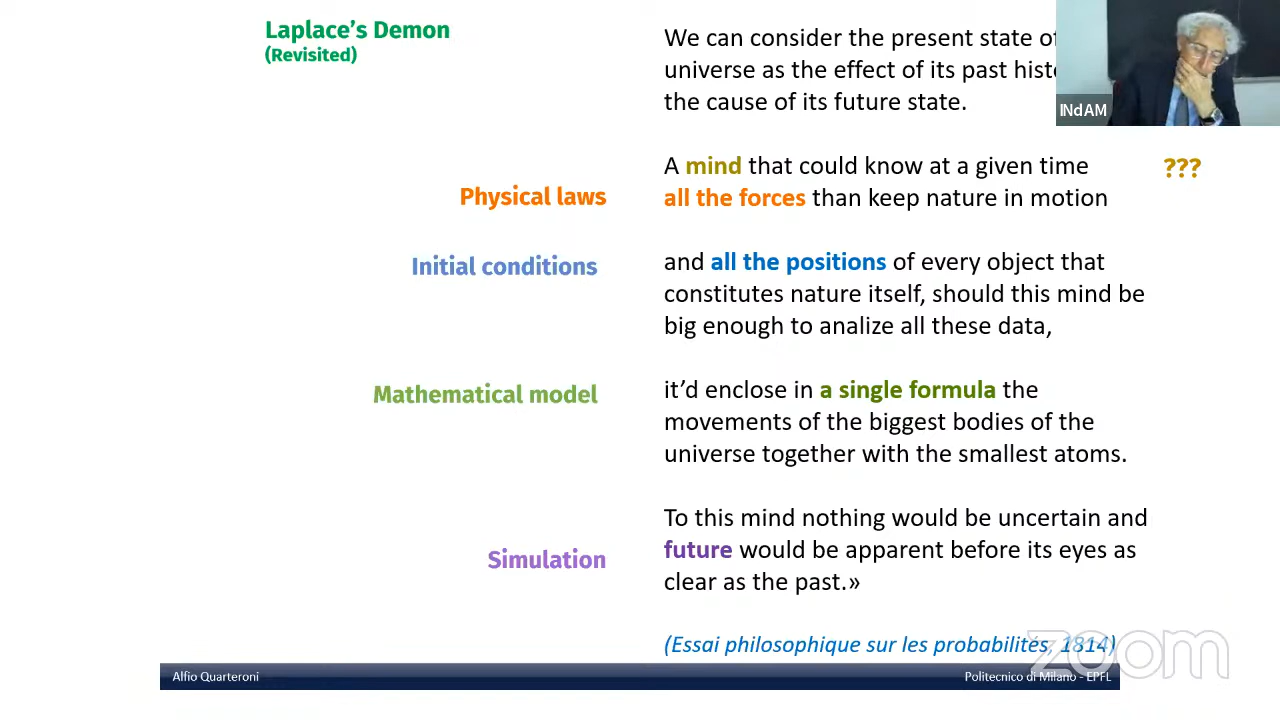 Laplace's Demon
(Revisited)
We can consider the present state of
universe as the effect of its past
the cause of its future state.
INdAM
A mind that could know at a given time
???
Physical laws
all the forces than keep nature in motion
Initial conditions
and all the positions of every object that
constitutes nature itself, should this mind be
big enough to analize all these data,
Mathematical model
it'd enclose in a single formula the
movements of the biggest bodies of the
universe together with the smallest atoms.
To this mind nothing would be uncertain and
Simulation
future would be apparent before its eyes as
clear as the past.»
(Essai philosophique sur les probabilités, 1814)
zoom
Alfio Quarteroni
Politecnico di Milano - EPFL